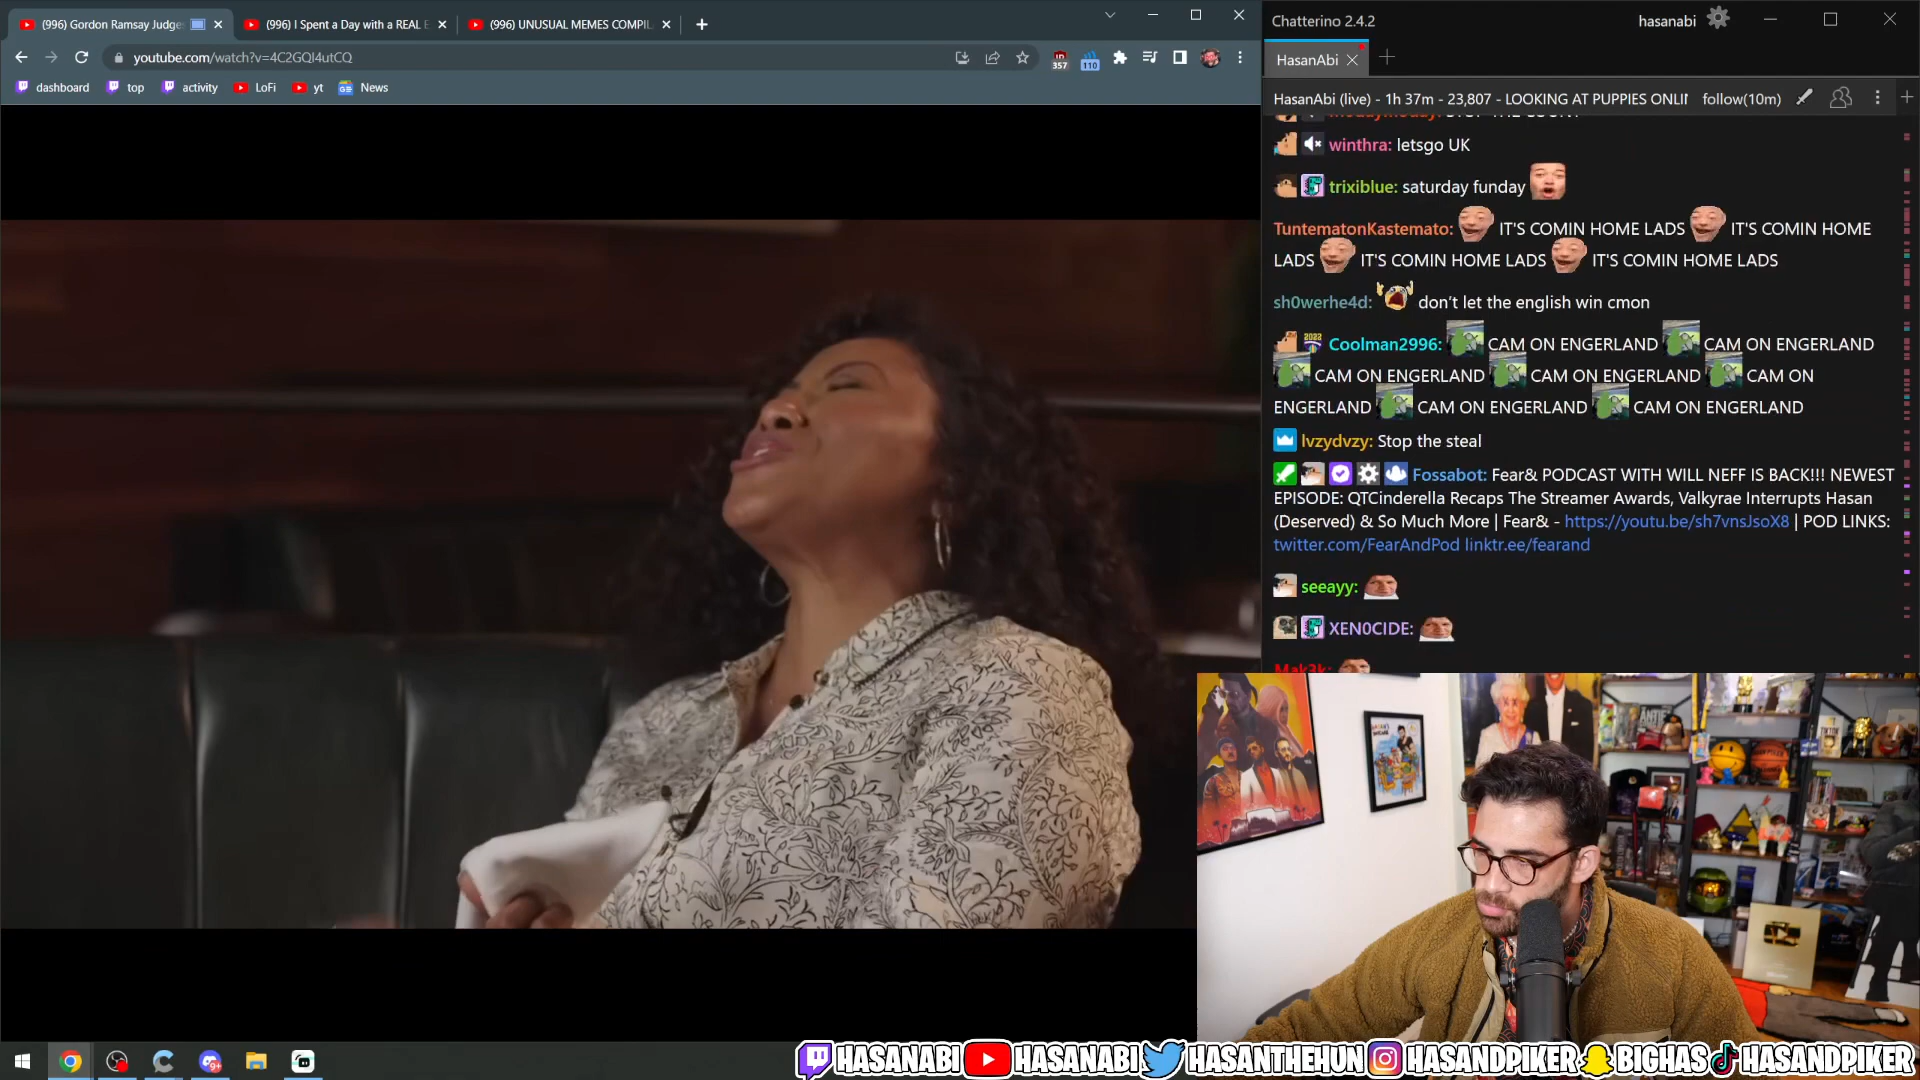 (996) Gordon Ramsay Judge
(996) I Spent a Day with a REAL E
(996) UNUSUAL MEMES COMPIL
youtube.com/watch?v=4C2GQI4utCQ
357
110
dashboard
top
activity
LoFi
yt
News
Chatterino 2.4.2
hasanabi
HasanAbi
HasanAbi (live) - 1h 37m - 23,807 - LOOKING AT PUPPIES ONLI
follow(10m)
winthra: letsgo UK
trixiblue: saturday funday
TuntematonKastemato: IT'S COMIN HOME LADS IT'S COMIN HOME
LADS IT'S COMIN HOME LADS IT'S COMIN HOME LADS
sh0werhe4d: don't let the english win cmon
2022 Coolman2996: CAM ON ENGERLAND CAM ON ENGERLAND
CAM ON ENGERLAND CAM ON ENGERLAND CAM ON
ENGERLAND CAM ON ENGERLAND CAM ON ENGERLAND
lvzydvzy: Stop the steal
Fossabot: Fear& PODCAST WITH WILL NEFF IS BACK!!! NEWEST
EPISODE: QTCinderella Recaps The Streamer Awards, Valkyrae Interrupts Hasan
(Deserved) & So Much More | Fear& - https://youtu.be/sh7vnsJsoX8 | POD LINKS:
twitter.com/FearAndPod linktr.ee/fearand
seeayy:
XEN0CIDE:
Mak3k:
HASANABI HASANABI HASANTHEHUN HASANDPIKER BIGHAS HASANDPIKER